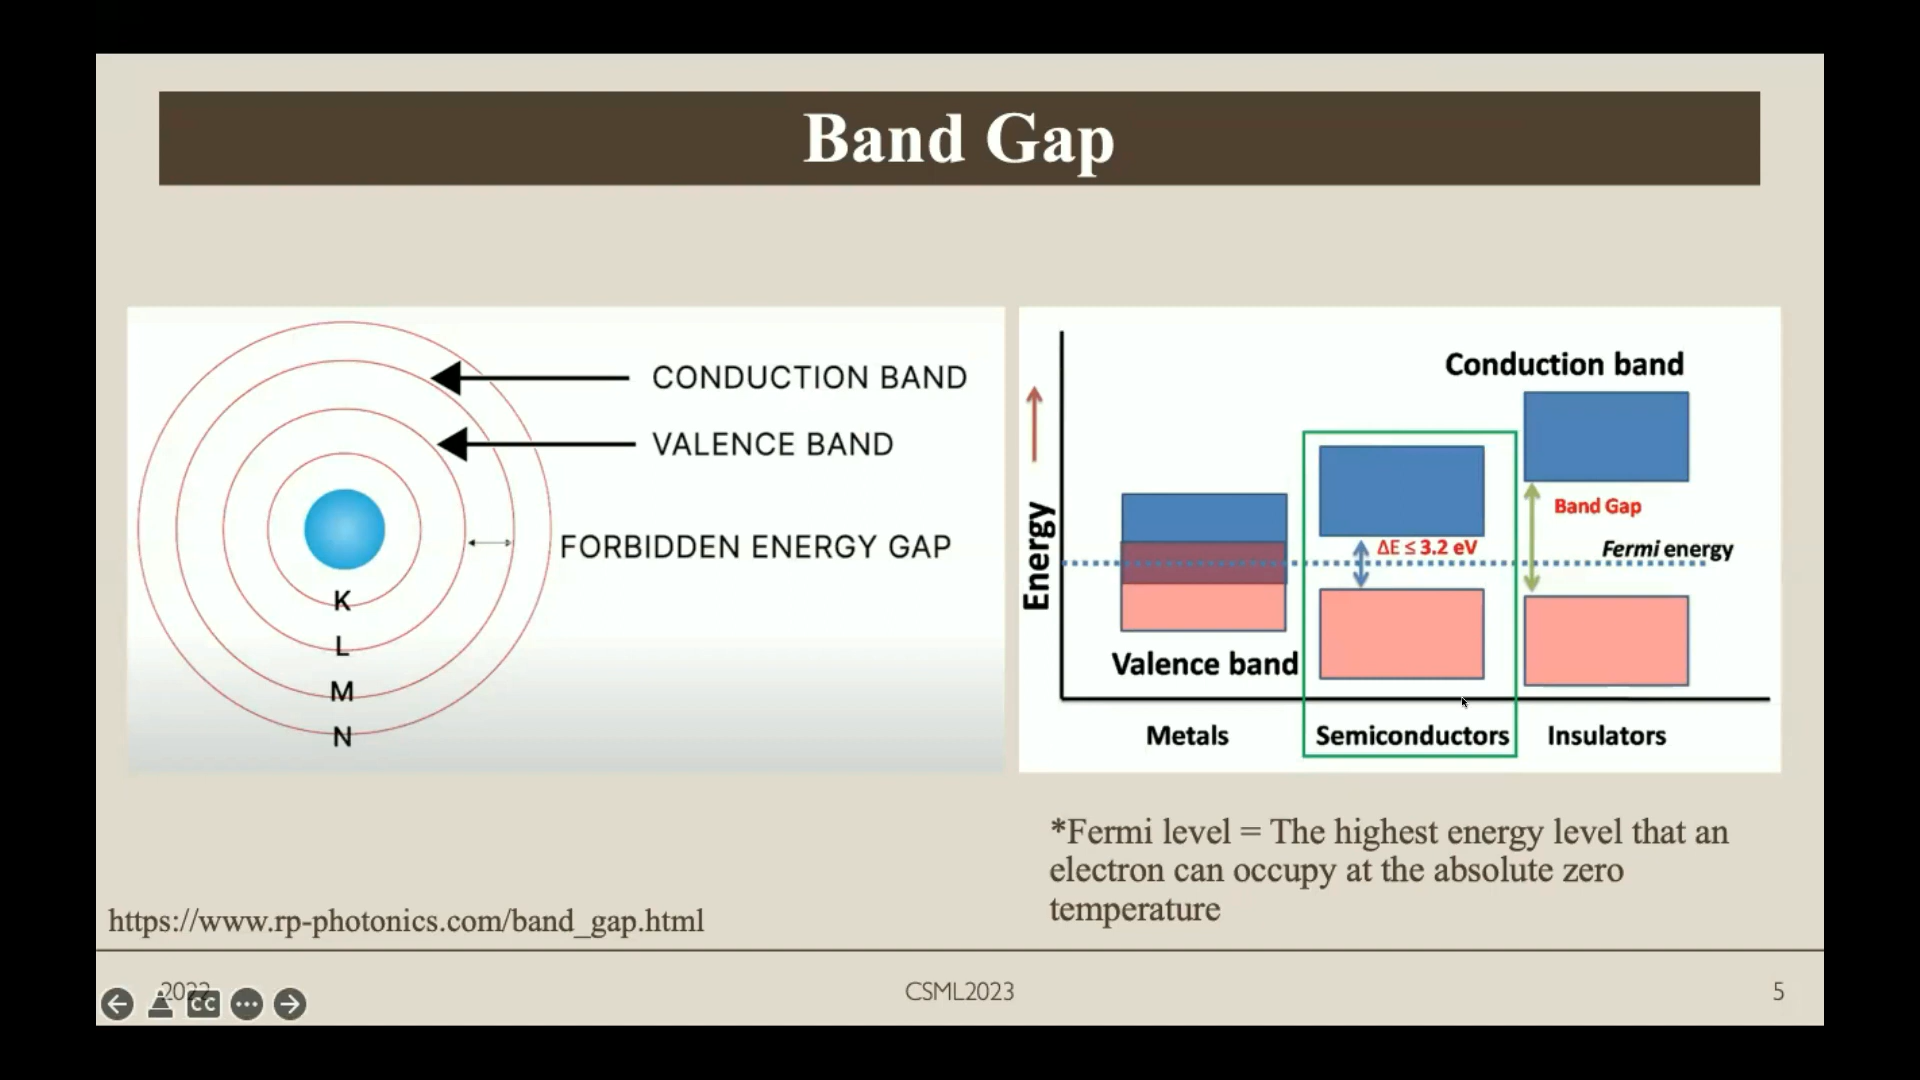 Band Gap
CONDUCTION BAND
VALENCE BAND
FORBIDDEN ENERGY GAP
K
L
M
N
Energy
Conduction band
Band Gap
ΔE ≤ 3.2 eV
Fermi energy
Valence band
Metals
Semiconductors
Insulators
*Fermi level = The highest energy level that an
electron can occupy at the absolute zero
temperature
https://www.rp-photonics.com/band_gap.html
2022
CC
CSML2023
5